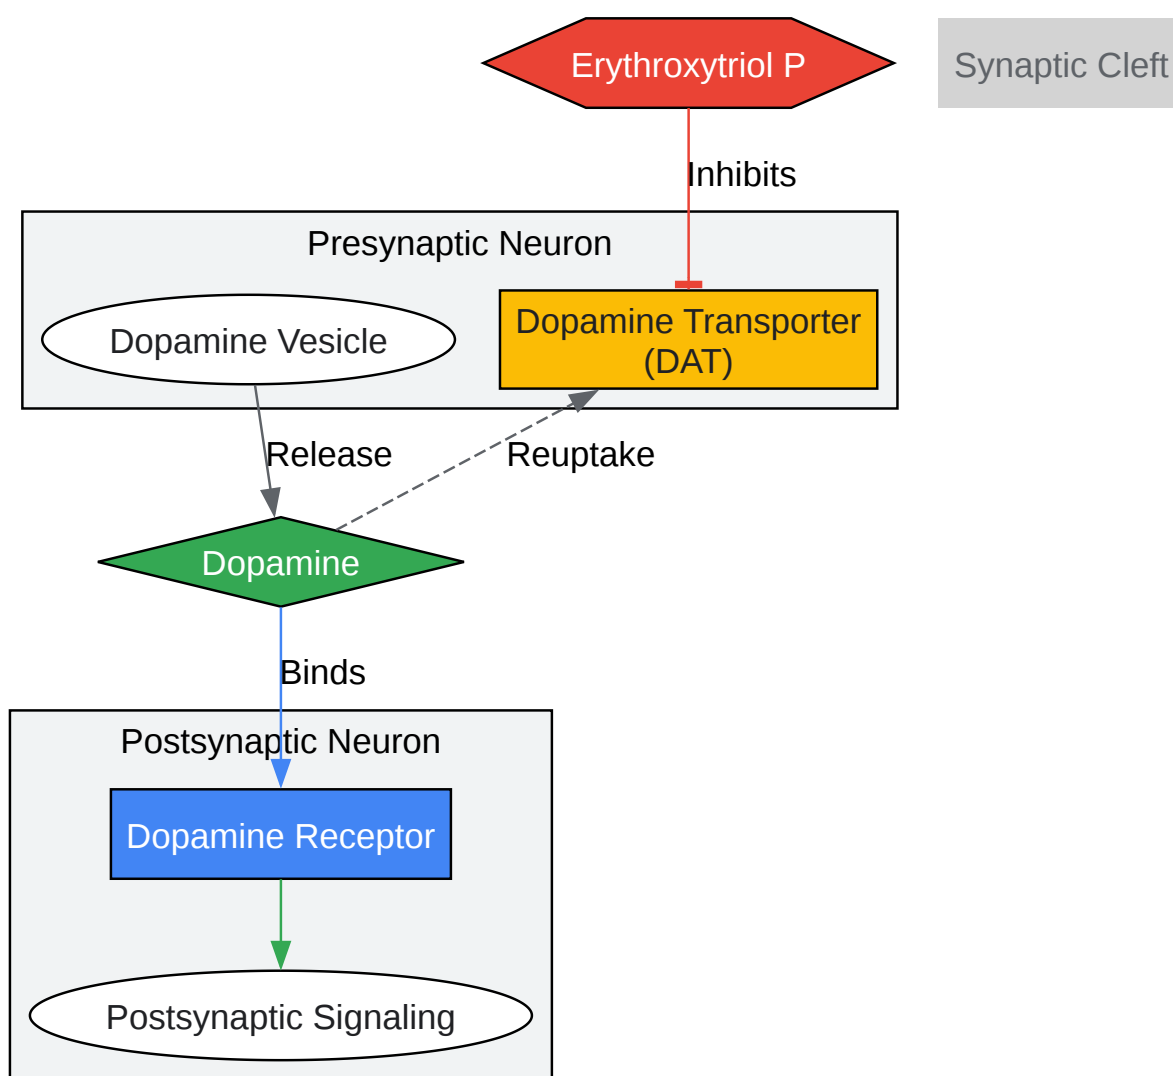 Erythroxytriol P
Synaptic Cleft
Inhibits
Presynaptic Neuron
Dopamine Vesicle
Dopamine Transporter
(DAT)
Release
Reuptake
Dopamine
Binds
Postsynaptic Neuron
Dopamine Receptor
Postsynaptic Signaling